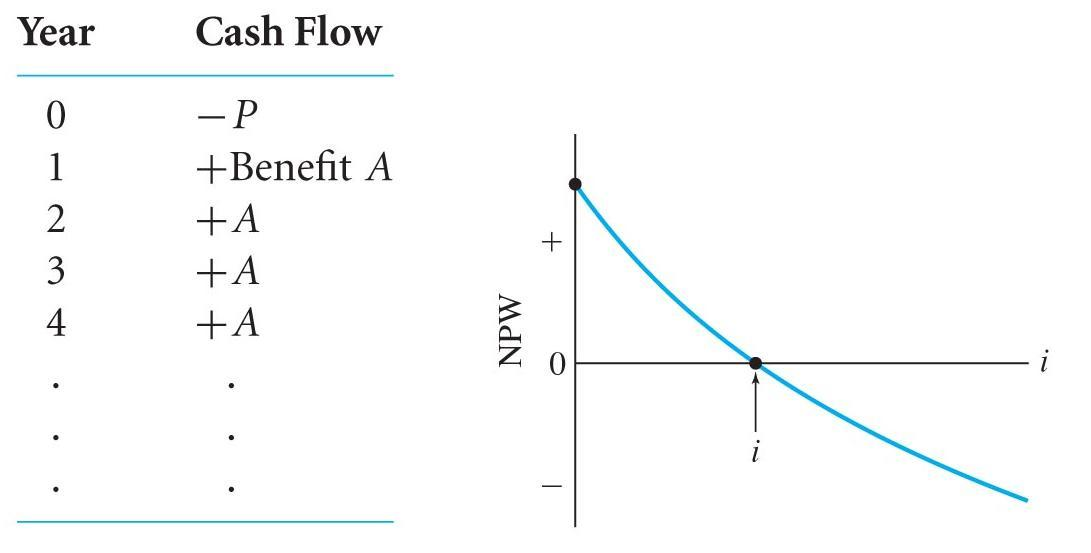 Year Cash Flow
0 −P
1 +Benefit A
2 +A
3 +A
4 +A
. .
. .
. .
+
NPW
0
i
i
−